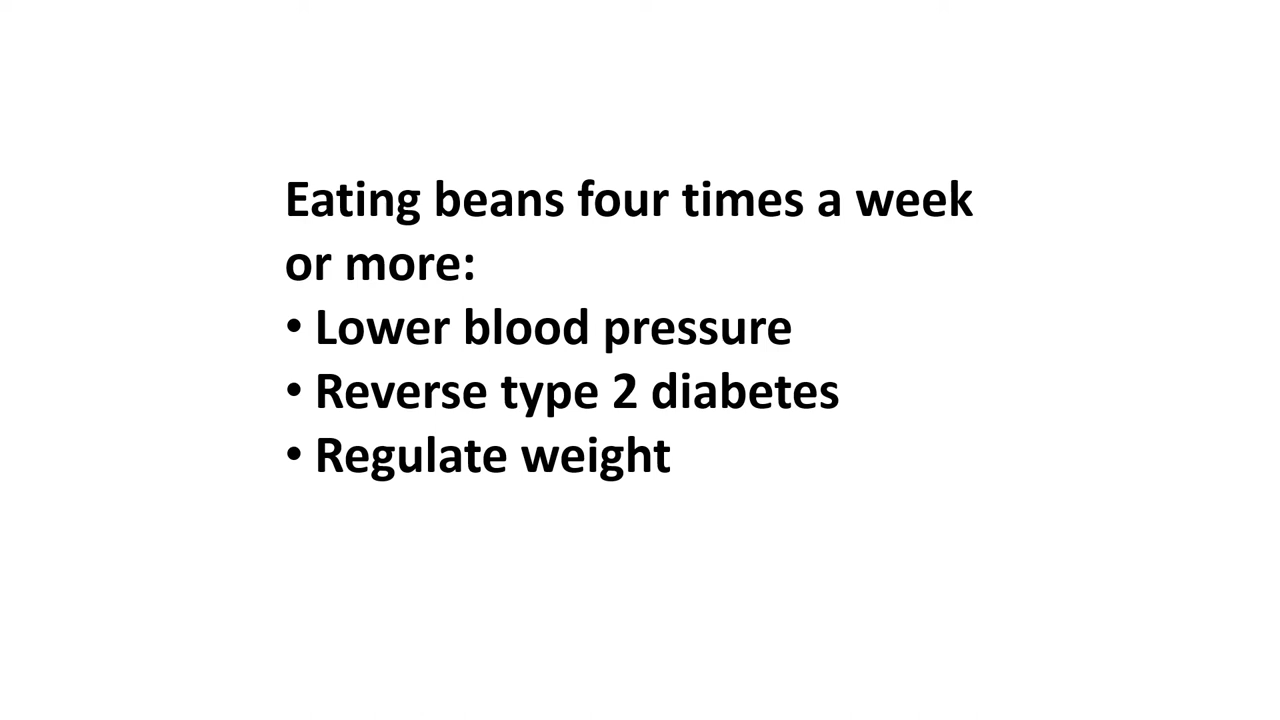 Eating beans four times a week
or more:
• Lower blood pressure
• Reverse type 2 diabetes
• Regulate weight